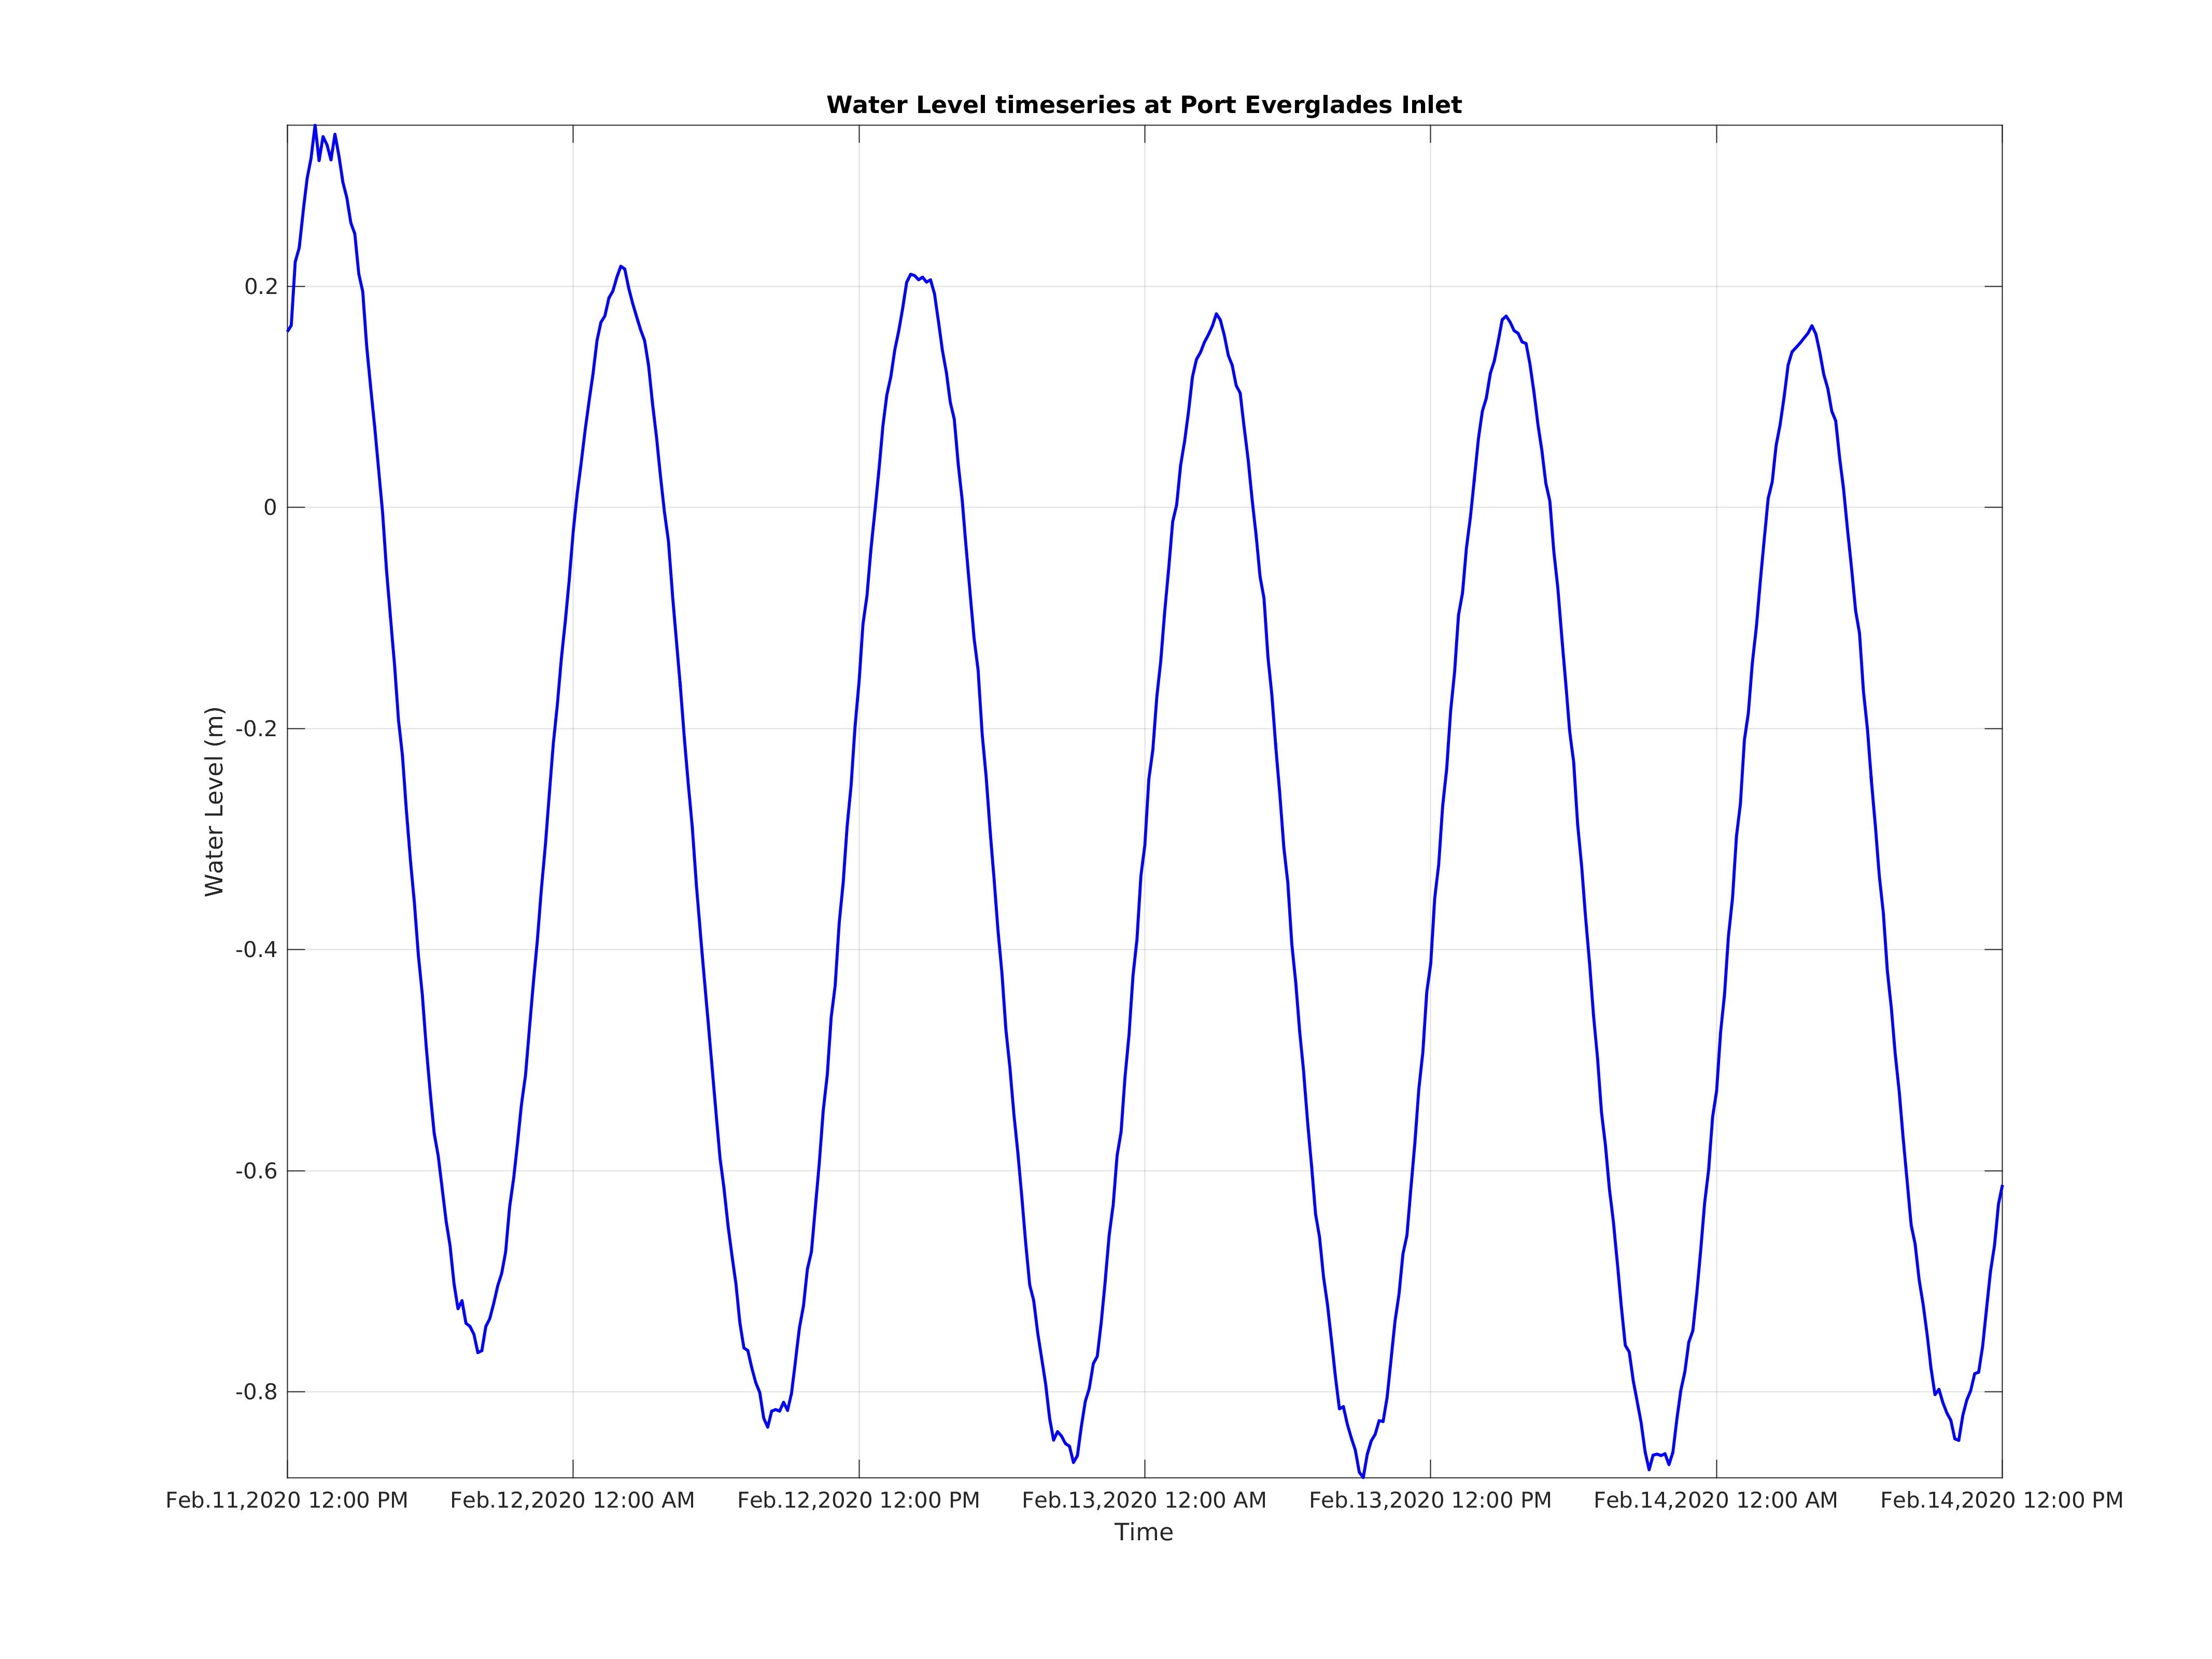 Water Level timeseries at Port Everglades Inlet
0.2
0
-0.2
-0.4
-0.6
-0.8
Water Level (m)
Feb.11,2020 12:00 PM
Feb.12,2020 12:00 AM
Feb.12,2020 12:00 PM
Feb.13,2020 12:00 AM
Feb.13,2020 12:00 PM
Feb.14,2020 12:00 AM
Feb.14,2020 12:00 PM
Time